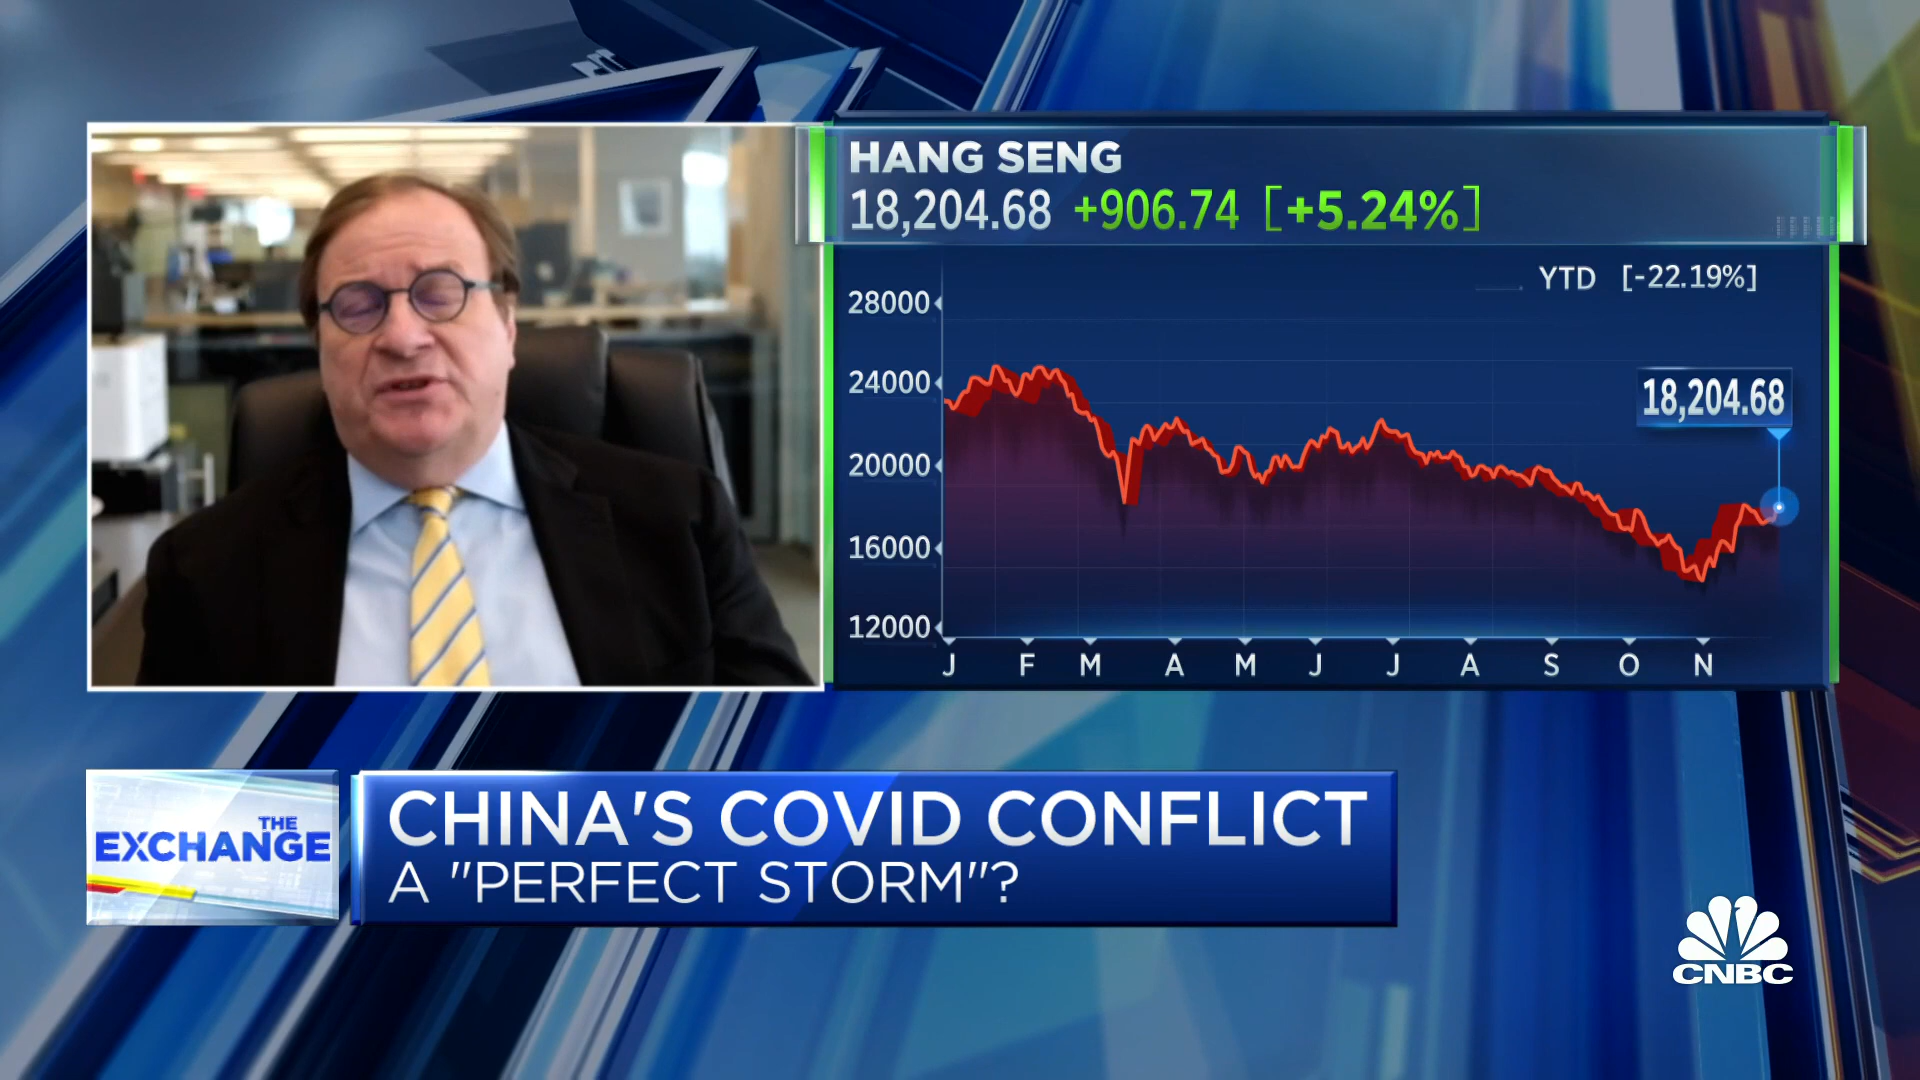 HANG SENG
18,204.68 +906.74 [+5.24%]
YTD [-22.19%]
28000
24000
20000
16000
12000
18,204.68
J F M A M J J A S O N
THE
EXCHANGE
CHINA'S COVID CONFLICT
A "PERFECT STORM"?
CNBC